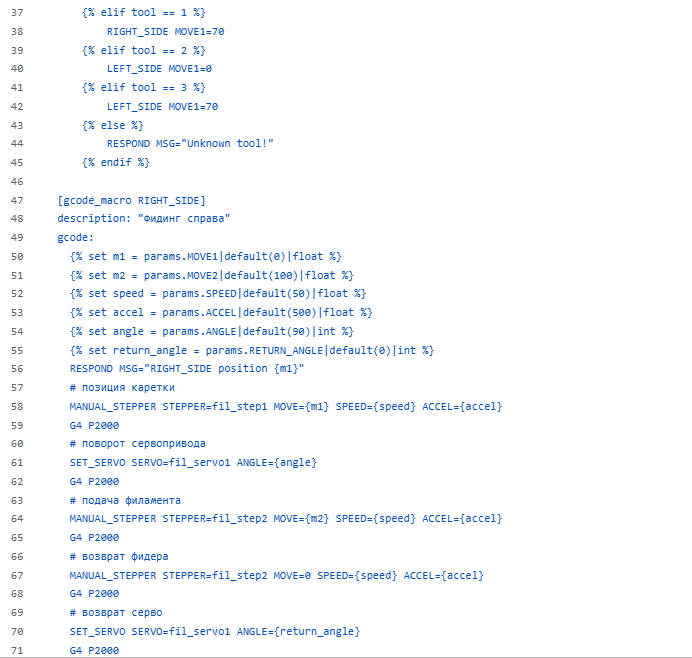 37 {% elif tool == 1 %}
38 RIGHT_SIDE MOVE1=70
39 {% elif tool == 2 %}
40 LEFT_SIDE MOVE1=0
41 {% elif tool == 3 %}
42 LEFT_SIDE MOVE1=70
43 {% else %}
44 RESPOND MSG="Unknown tool!"
45 {% endif %}
46
47 [gcode_macro RIGHT_SIDE]
48 description: "Фидинг справа"
49 gcode:
50 {% set m1 = params.MOVE1|default(0)|float %}
51 {% set m2 = params.MOVE2|default(100)|float %}
52 {% set speed = params.SPEED|default(50)|float %}
53 {% set accel = params.ACCEL|default(500)|float %}
54 {% set angle = params.ANGLE|default(90)|int %}
55 {% set return_angle = params.RETURN_ANGLE|default(0)|int %}
56 RESPOND MSG="RIGHT_SIDE position {m1}"
57 # позиция каретки
58 MANUAL_STEPPER STEPPER=fil_step1 MOVE={m1} SPEED={speed} ACCEL={accel}
59 G4 P2000
60 # поворот сервопривода
61 SET_SERVO SERVO=fil_servo1 ANGLE={angle}
62 G4 P2000
63 # подача филамента
64 MANUAL_STEPPER STEPPER=fil_step2 MOVE={m2} SPEED={speed} ACCEL={accel}
65 G4 P2000
66 # возврат фидера
67 MANUAL_STEPPER STEPPER=fil_step2 MOVE=0 SPEED={speed} ACCEL={accel}
68 G4 P2000
69 # возврат серво
70 SET_SERVO SERVO=fil_servo1 ANGLE={return_angle}
71 G4 P2000